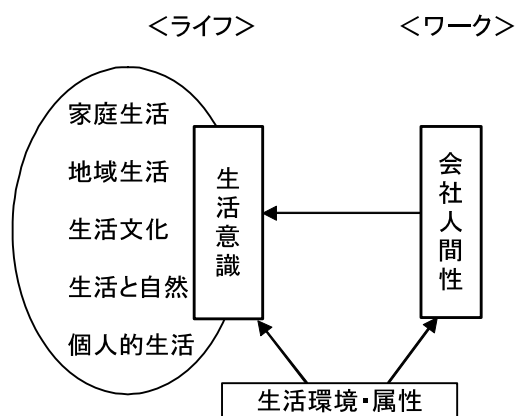 <ライフ>
<ワーク>
家庭生活
地域生活
生活文化
生活と自然
個人的生活
生活意識
会社人間性
生活環境・属性